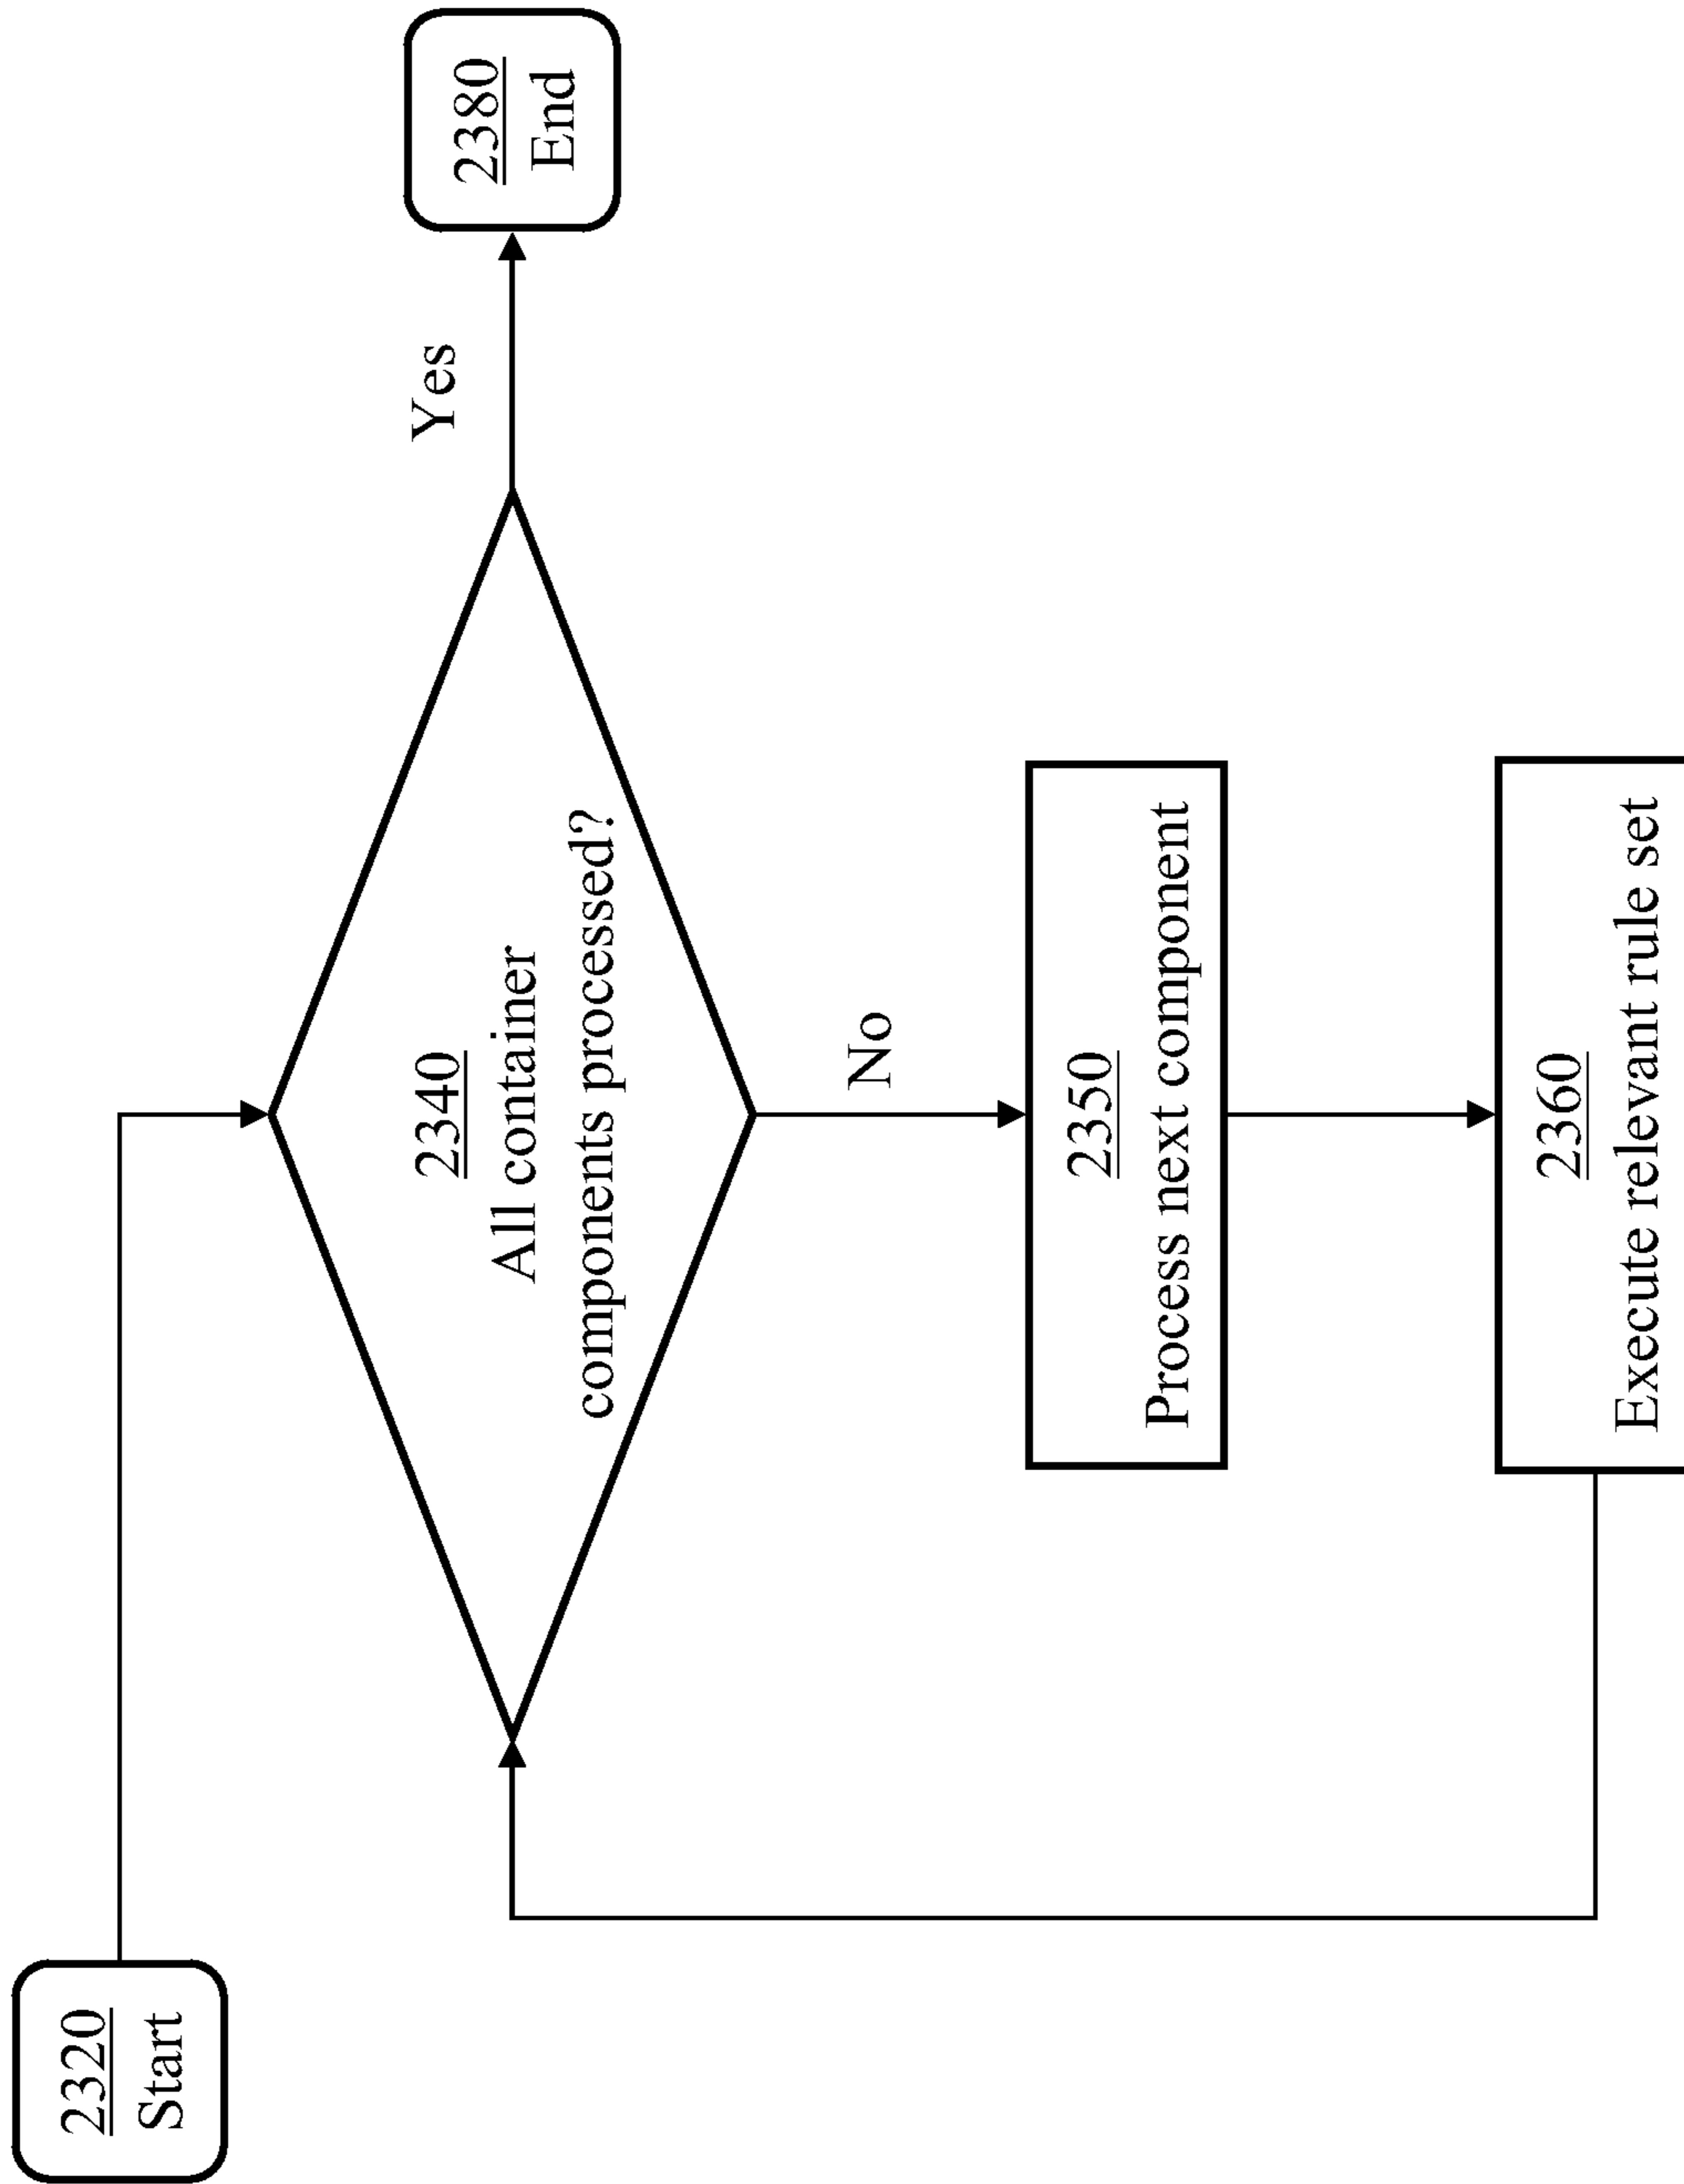 2320
Start
2340
All container
components processed?
Yes
2380
End
No
2350
Process next component
2360
Execute relevant rule set